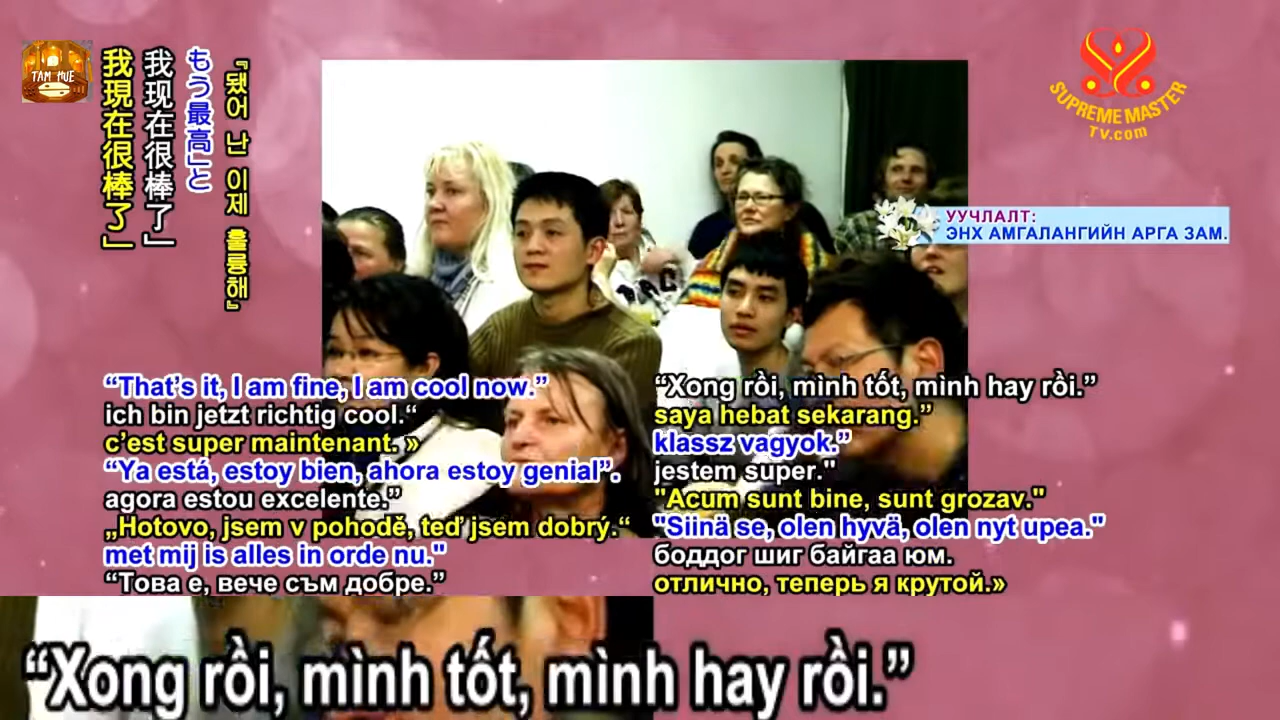 TÂM HUỆ
我現在很棒了」
我现在很棒了」
もう最高」と
『됐어 난 이제 훌륭해』
SUPREME MASTER
TV.com
УУЧЛАЛТ:
ЭНХ АМГАЛАНГИЙН АРГА ЗАМ.
“That’s it, I am fine, I am cool now.”
ich bin jetzt richtig cool.“
c’est super maintenant. »
“Ya está, estoy bien, ahora estoy genial”.
agora estou excelente.”
„Hotovo, jsem v pohodě, teď jsem dobrý.“
met mij is alles in orde nu."
“Това е, вече съм добре.”
“Xong rồi, mình tốt, mình hay rồi.”
saya hebat sekarang.”
klassz vagyok.”
jestem super."
"Acum sunt bine, sunt grozav."
"Siinä se, olen hyvä, olen nyt upea."
боддог шиг байгаа юм.
отлично, теперь я крутой.»
“Xong rồi, mình tốt, mình hay rồi.”